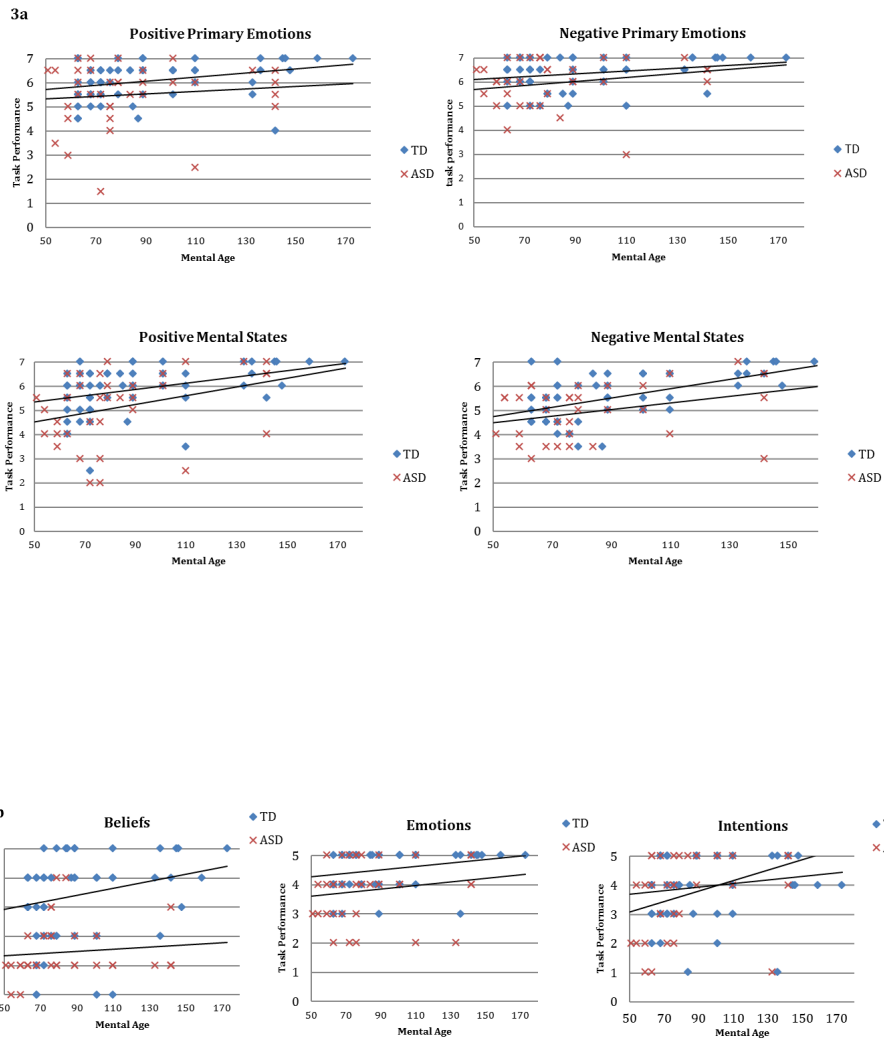 3a
Positive Primary Emotions
Negative Primary Emotions
7
6
5
4
3
2
1
0
50 70 90 110 130 150 170
Task Performance
Mental Age
TD
ASD
7
6
5
4
3
2
1
0
50 70 90 110 130 150 170
task Performance
Mental Age
TD
ASD
Positive Mental States
Negative Mental States
7
6
5
4
3
2
1
0
50 70 90 110 130 150 170
Task Performance
Mental Age
TD
ASD
7
6
5
4
3
2
1
0
50 70 90 110 130 150
Task Performance
Mental Age
TD
ASD
Beliefs
50 70 90 110 130 150 170
Mental Age
TD
ASD
Emotions
5
4
3
2
1
0
50 70 90 110 130 150 170
Task Performance
Mental Age
TD
ASD
Intentions
5
4
3
2
1
0
50 70 90 110 130 150 170
Task Performance
Mental Age